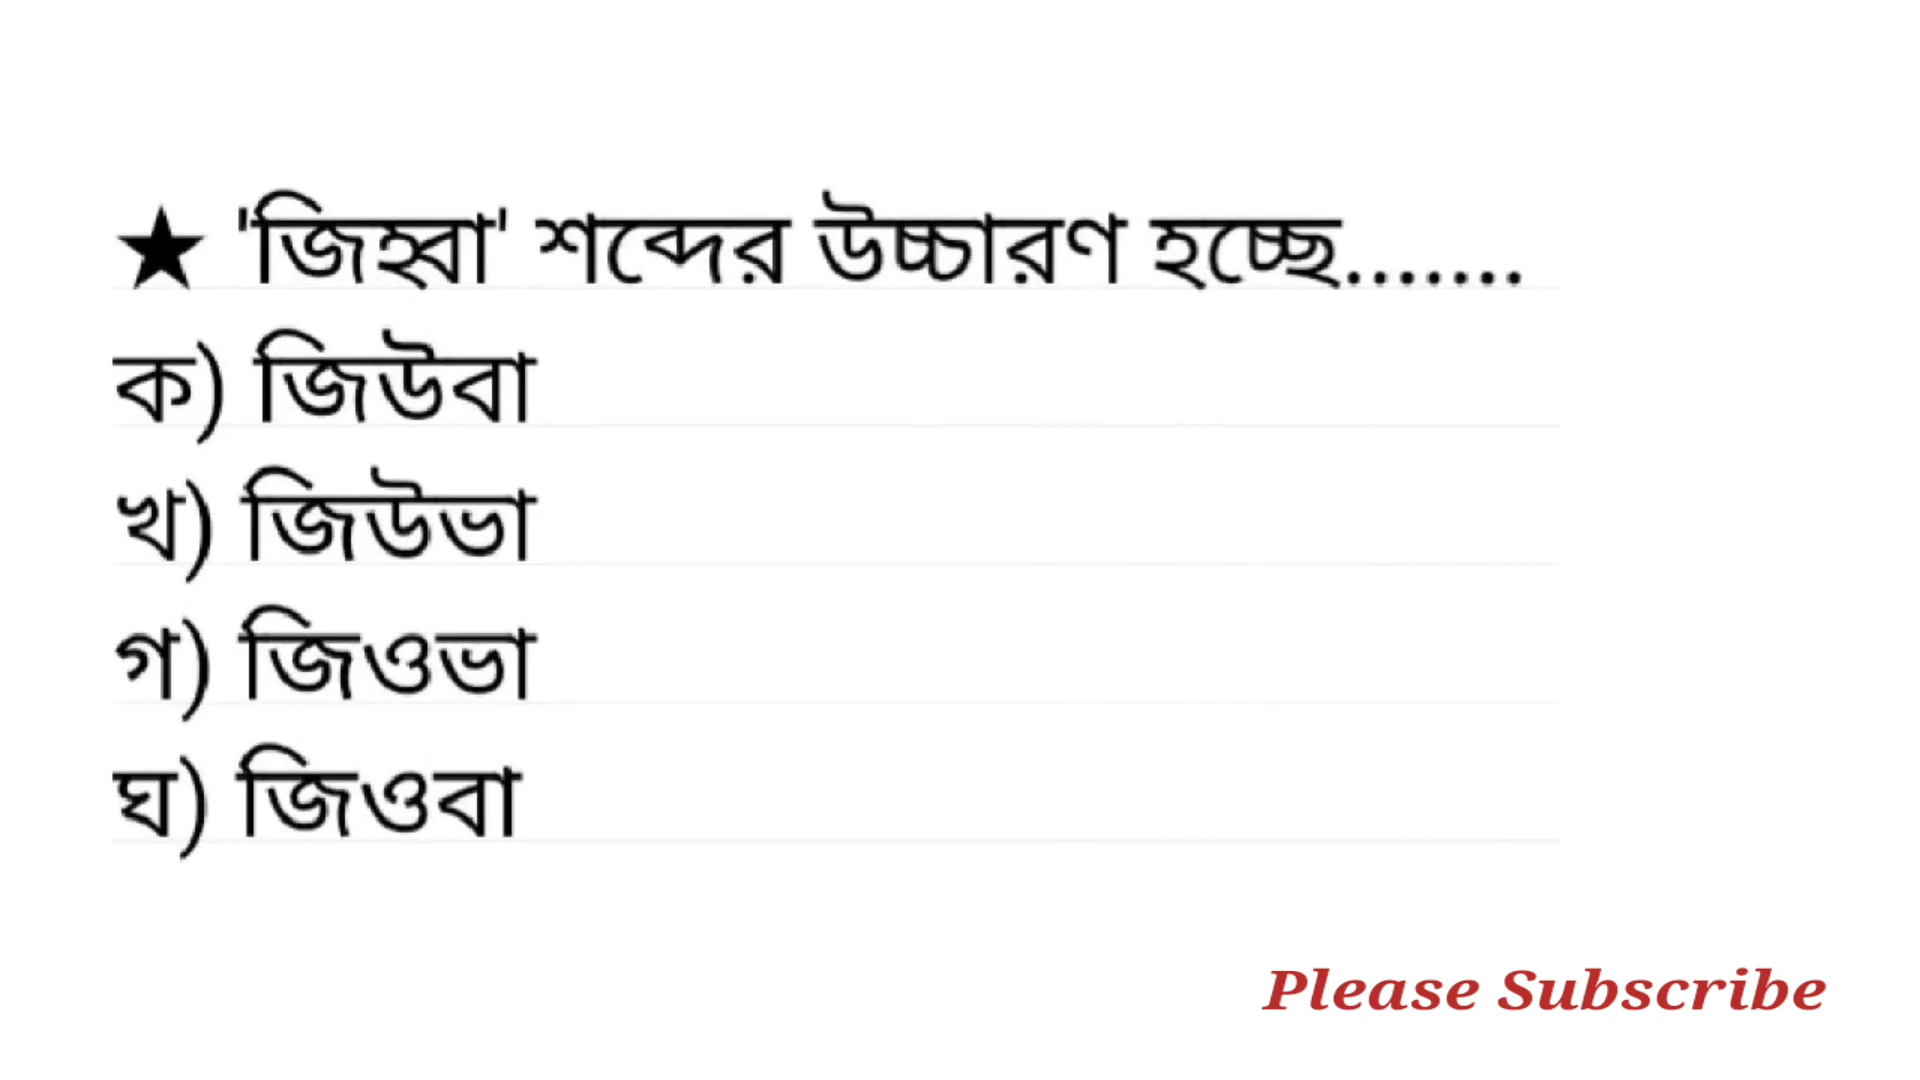 ★ 'জিহ্বা' শব্দের উচ্চারণ হচ্ছে.......
ক) জিউবা
খ) জিউভা
গ) জিওভা
ঘ) জিওবা
Please Subscribe